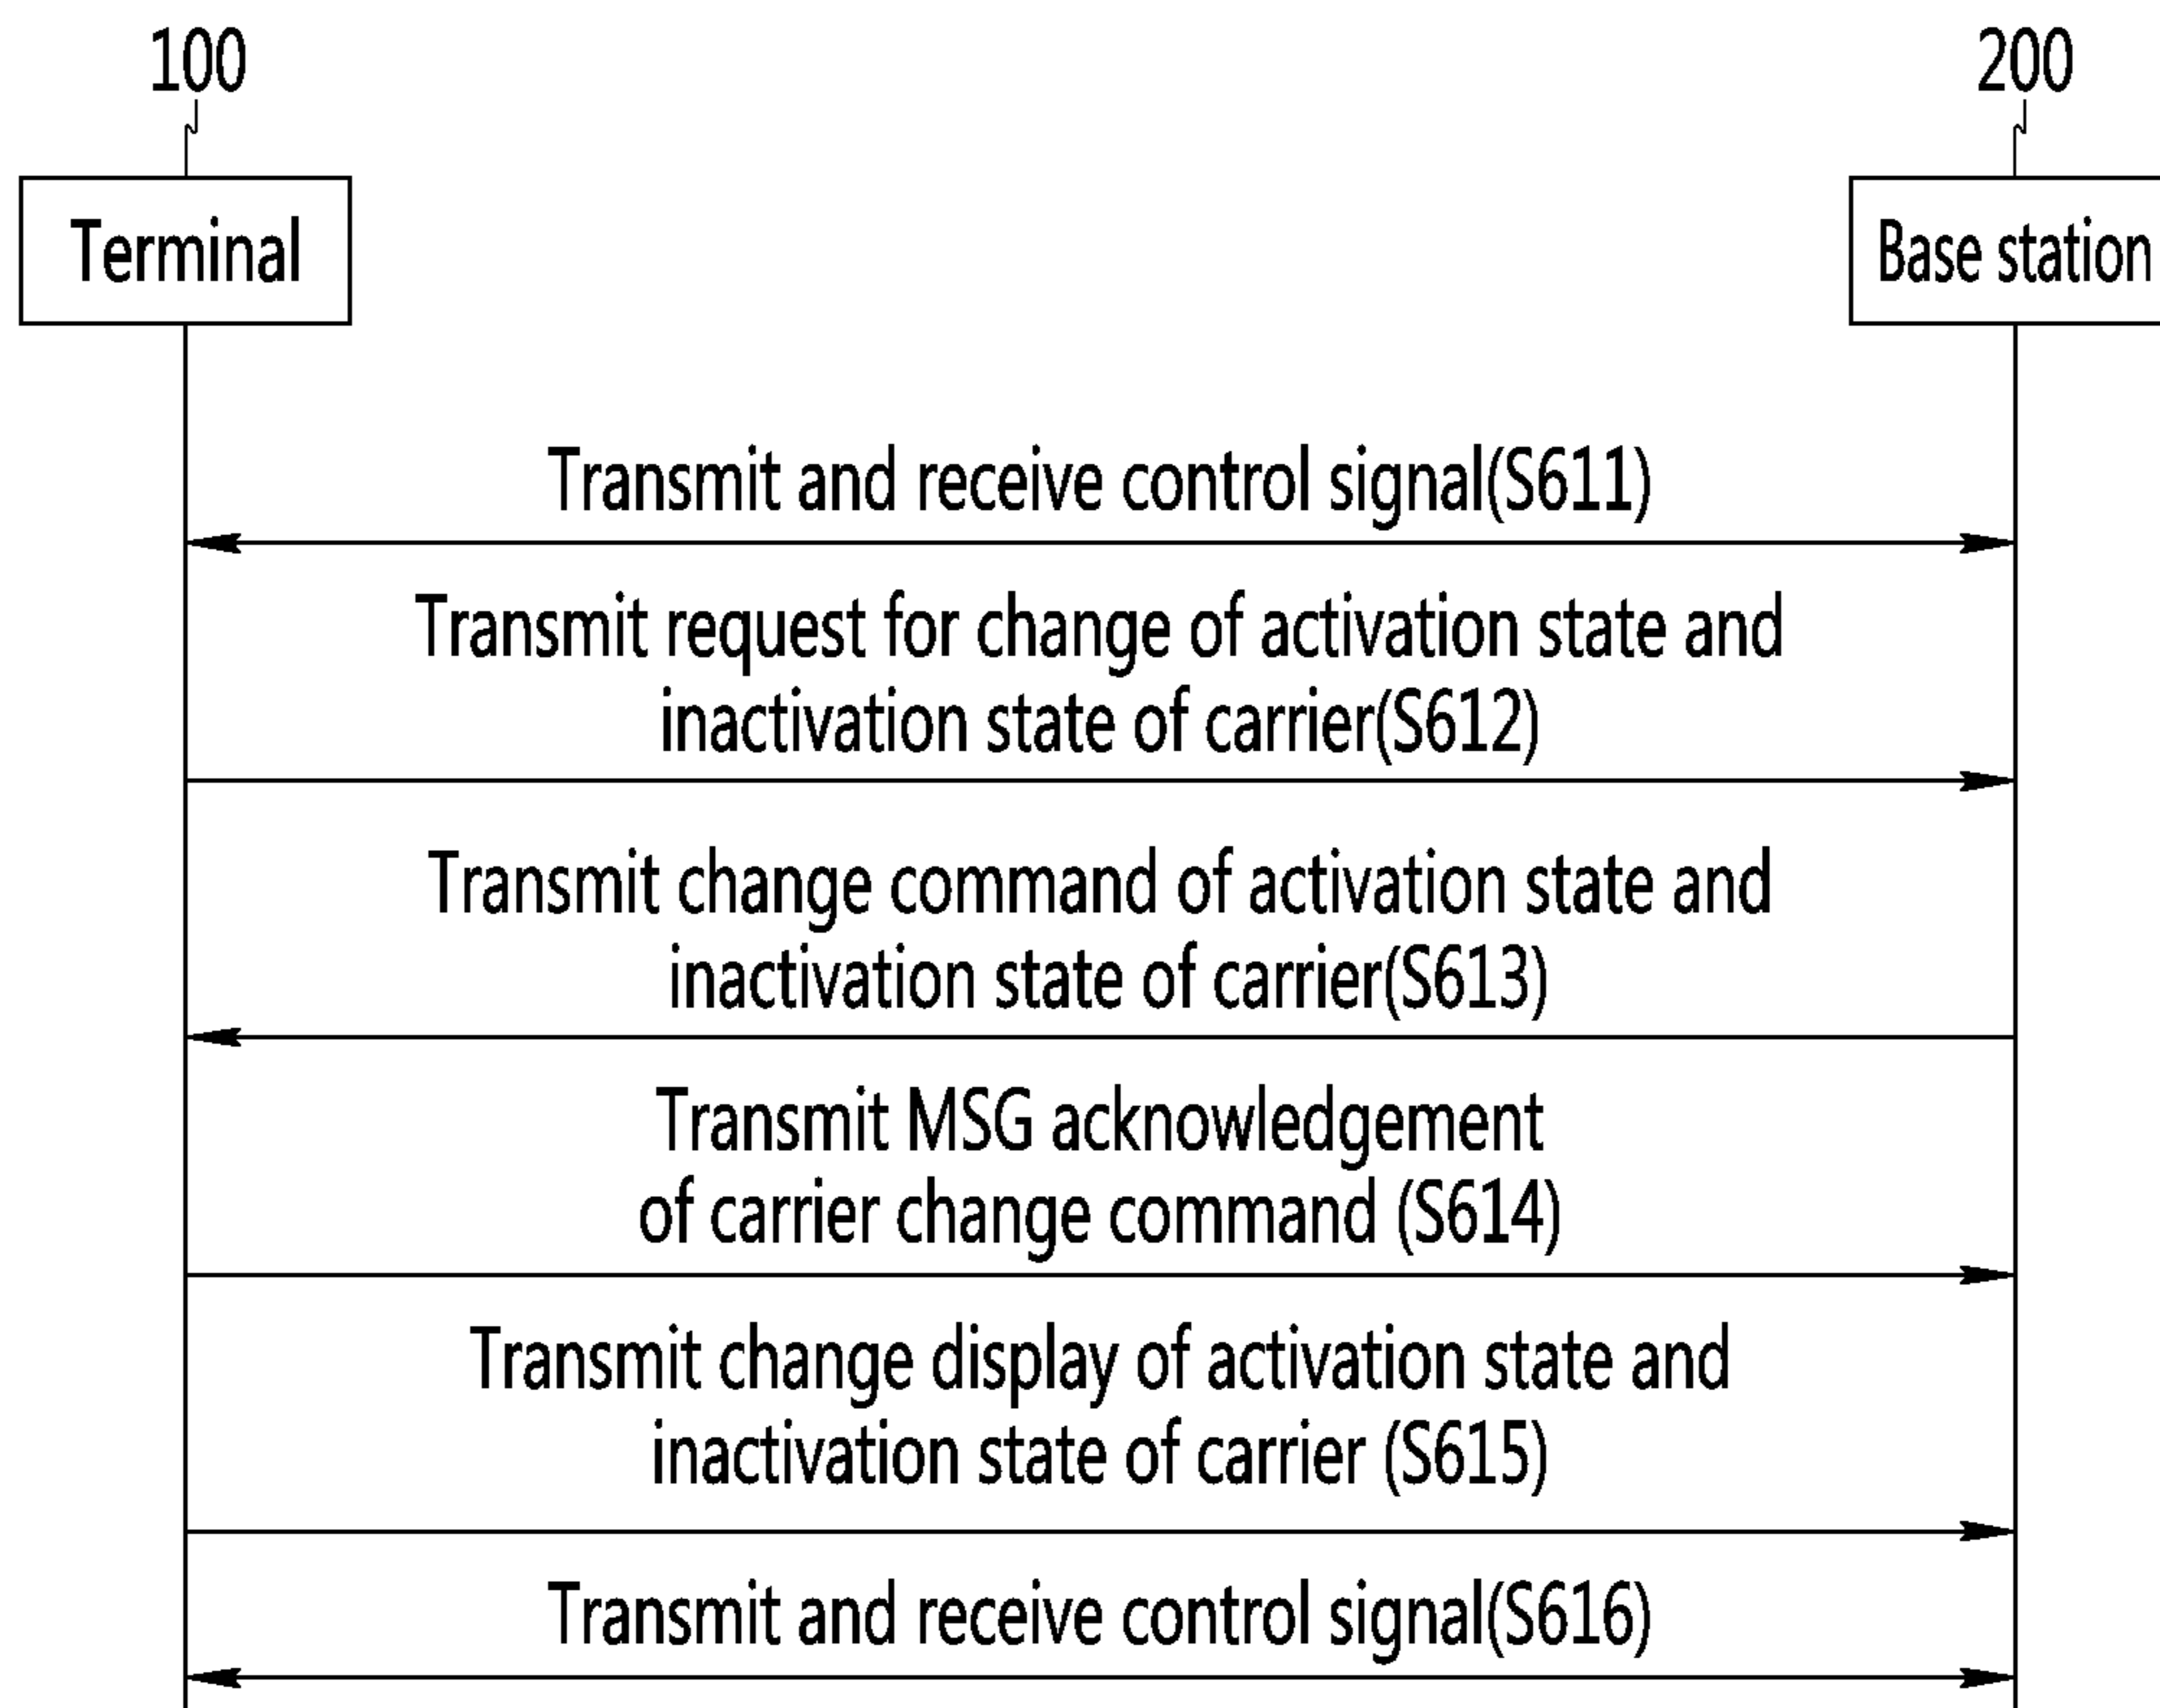 100
200
Terminal
Base station
Transmit and receive control signal(S611)
Transmit request for change of activation state and
inactivation state of carrier(S612)
Transmit change command of activation state and
inactivation state of carrier(S613)
Transmit MSG acknowledgement
of carrier change command (S614)
Transmit change display of activation state and
inactivation state of carrier (S615)
Transmit and receive control signal(S616)